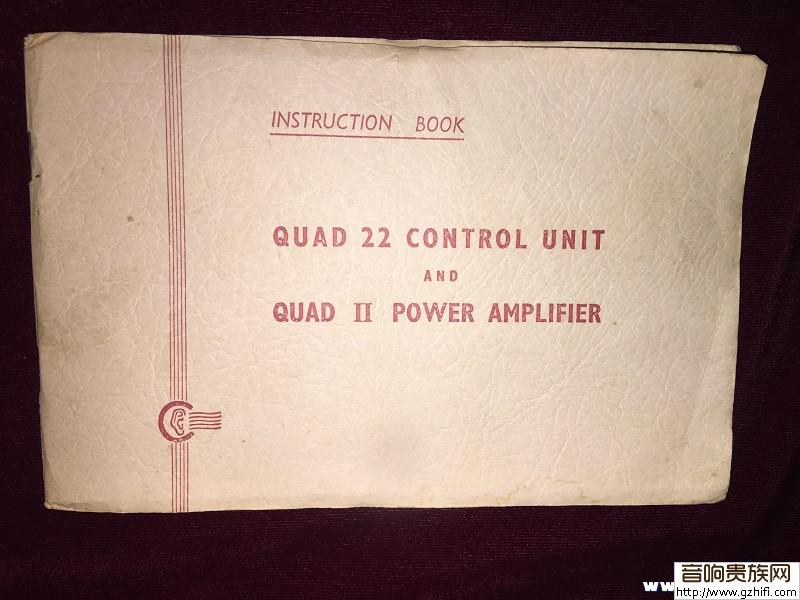 INSTRUCTION BOOK
QUAD 22 CONTROL UNIT
AND
QUAD II POWER AMPLIFIER
音响贵族网
http://www.gzhifi.com